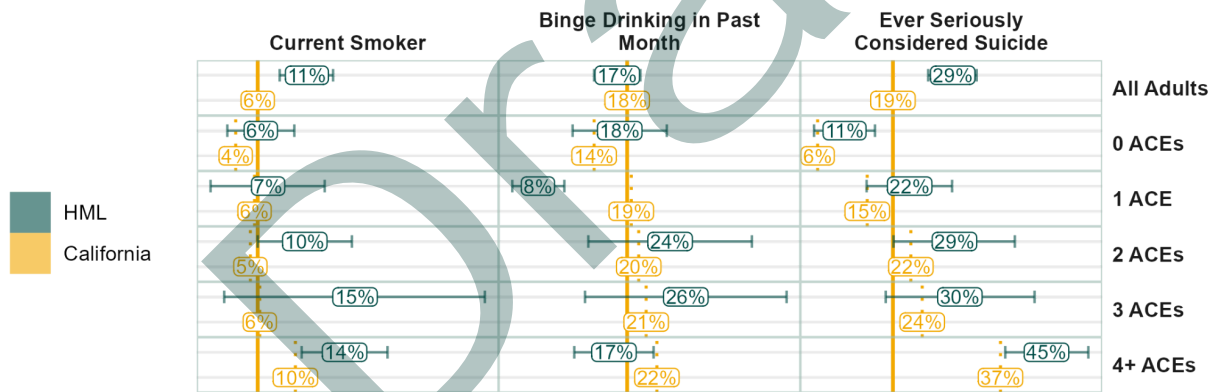 Binge Drinking in Past
Ever Seriously
Current Smoker
Month
Considered Suicide
11%
17%
29%
All Adults
6%
18%
19%
6%
18%
11%
0 ACEs
4%
14%
6%
7%
8%
22%
1 ACE
6%
19%
15%
HML
10%
24%
29%
2 ACEs
California
5%
20%
22%
15%
26%
30%
3 ACEs
6%
21%
24%
14%
17%
45%
4+ ACEs
10%
22%
37%